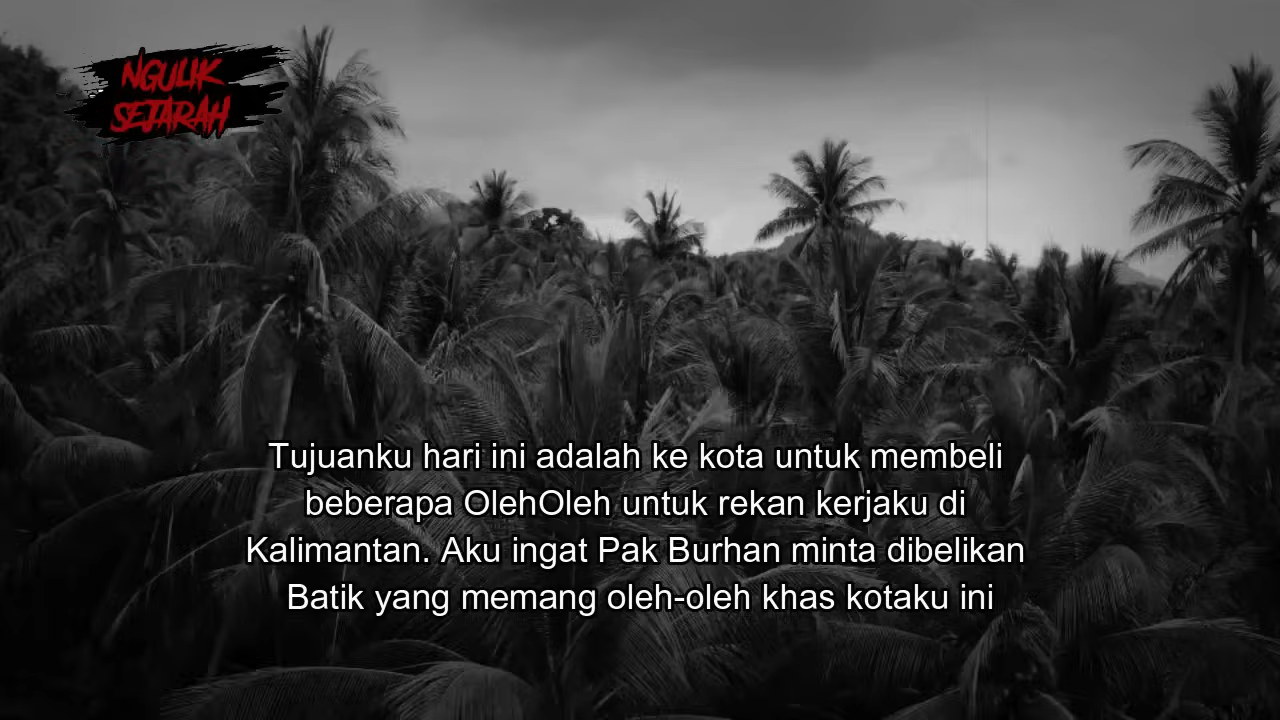 NGULIK
SEJARAH
Tujuanku hari ini adalah ke kota untuk membeli
beberapa OlehOleh untuk rekan kerjaku di
Kalimantan. Aku ingat Pak Burhan minta dibelikan
Batik yang memang oleh-oleh khas kotaku ini